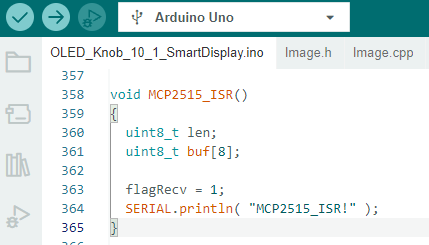 Arduino Uno
OLED_Knob_10_1_SmartDisplay.ino Image.h Image.cpp
357
358 void MCP2515_ISR()
359 {
360 uint8_t len;
361 uint8_t buf[8];
362
363 flagRecv = 1;
364 SERIAL.println( "MCP2515_ISR!" );
365 }